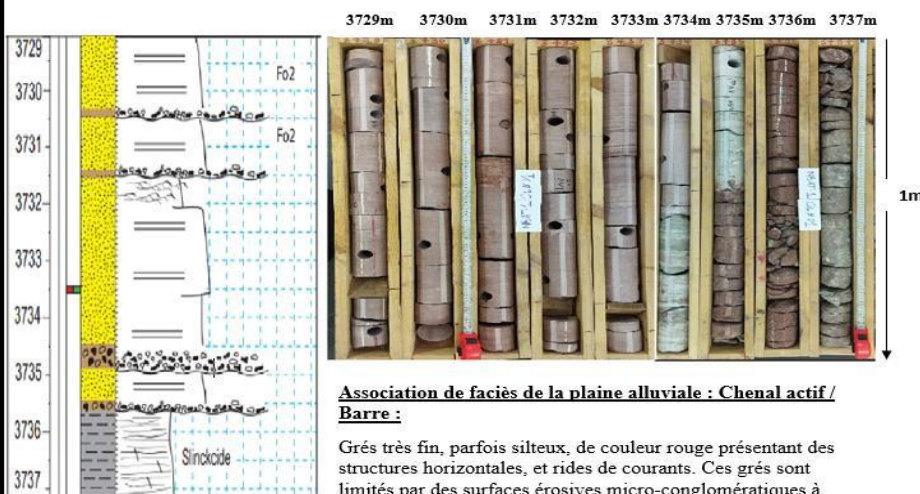 3729m 3730m 3731m 3732m 3733m 3734m 3735m 3736m 3737m
3729
3730
3731
3732
3733
3734
3735
3736
3737
Fo2
Fo2
Slinckcide
1m
Association de faciès de la plaine alluviale : Chenal actif /
Barre :
Grés très fin, parfois silteux, de couleur rouge présentant des
structures horizontales, et rides de courants. Ces grés sont
limités par des surfaces érosives micro-conglomératiques à